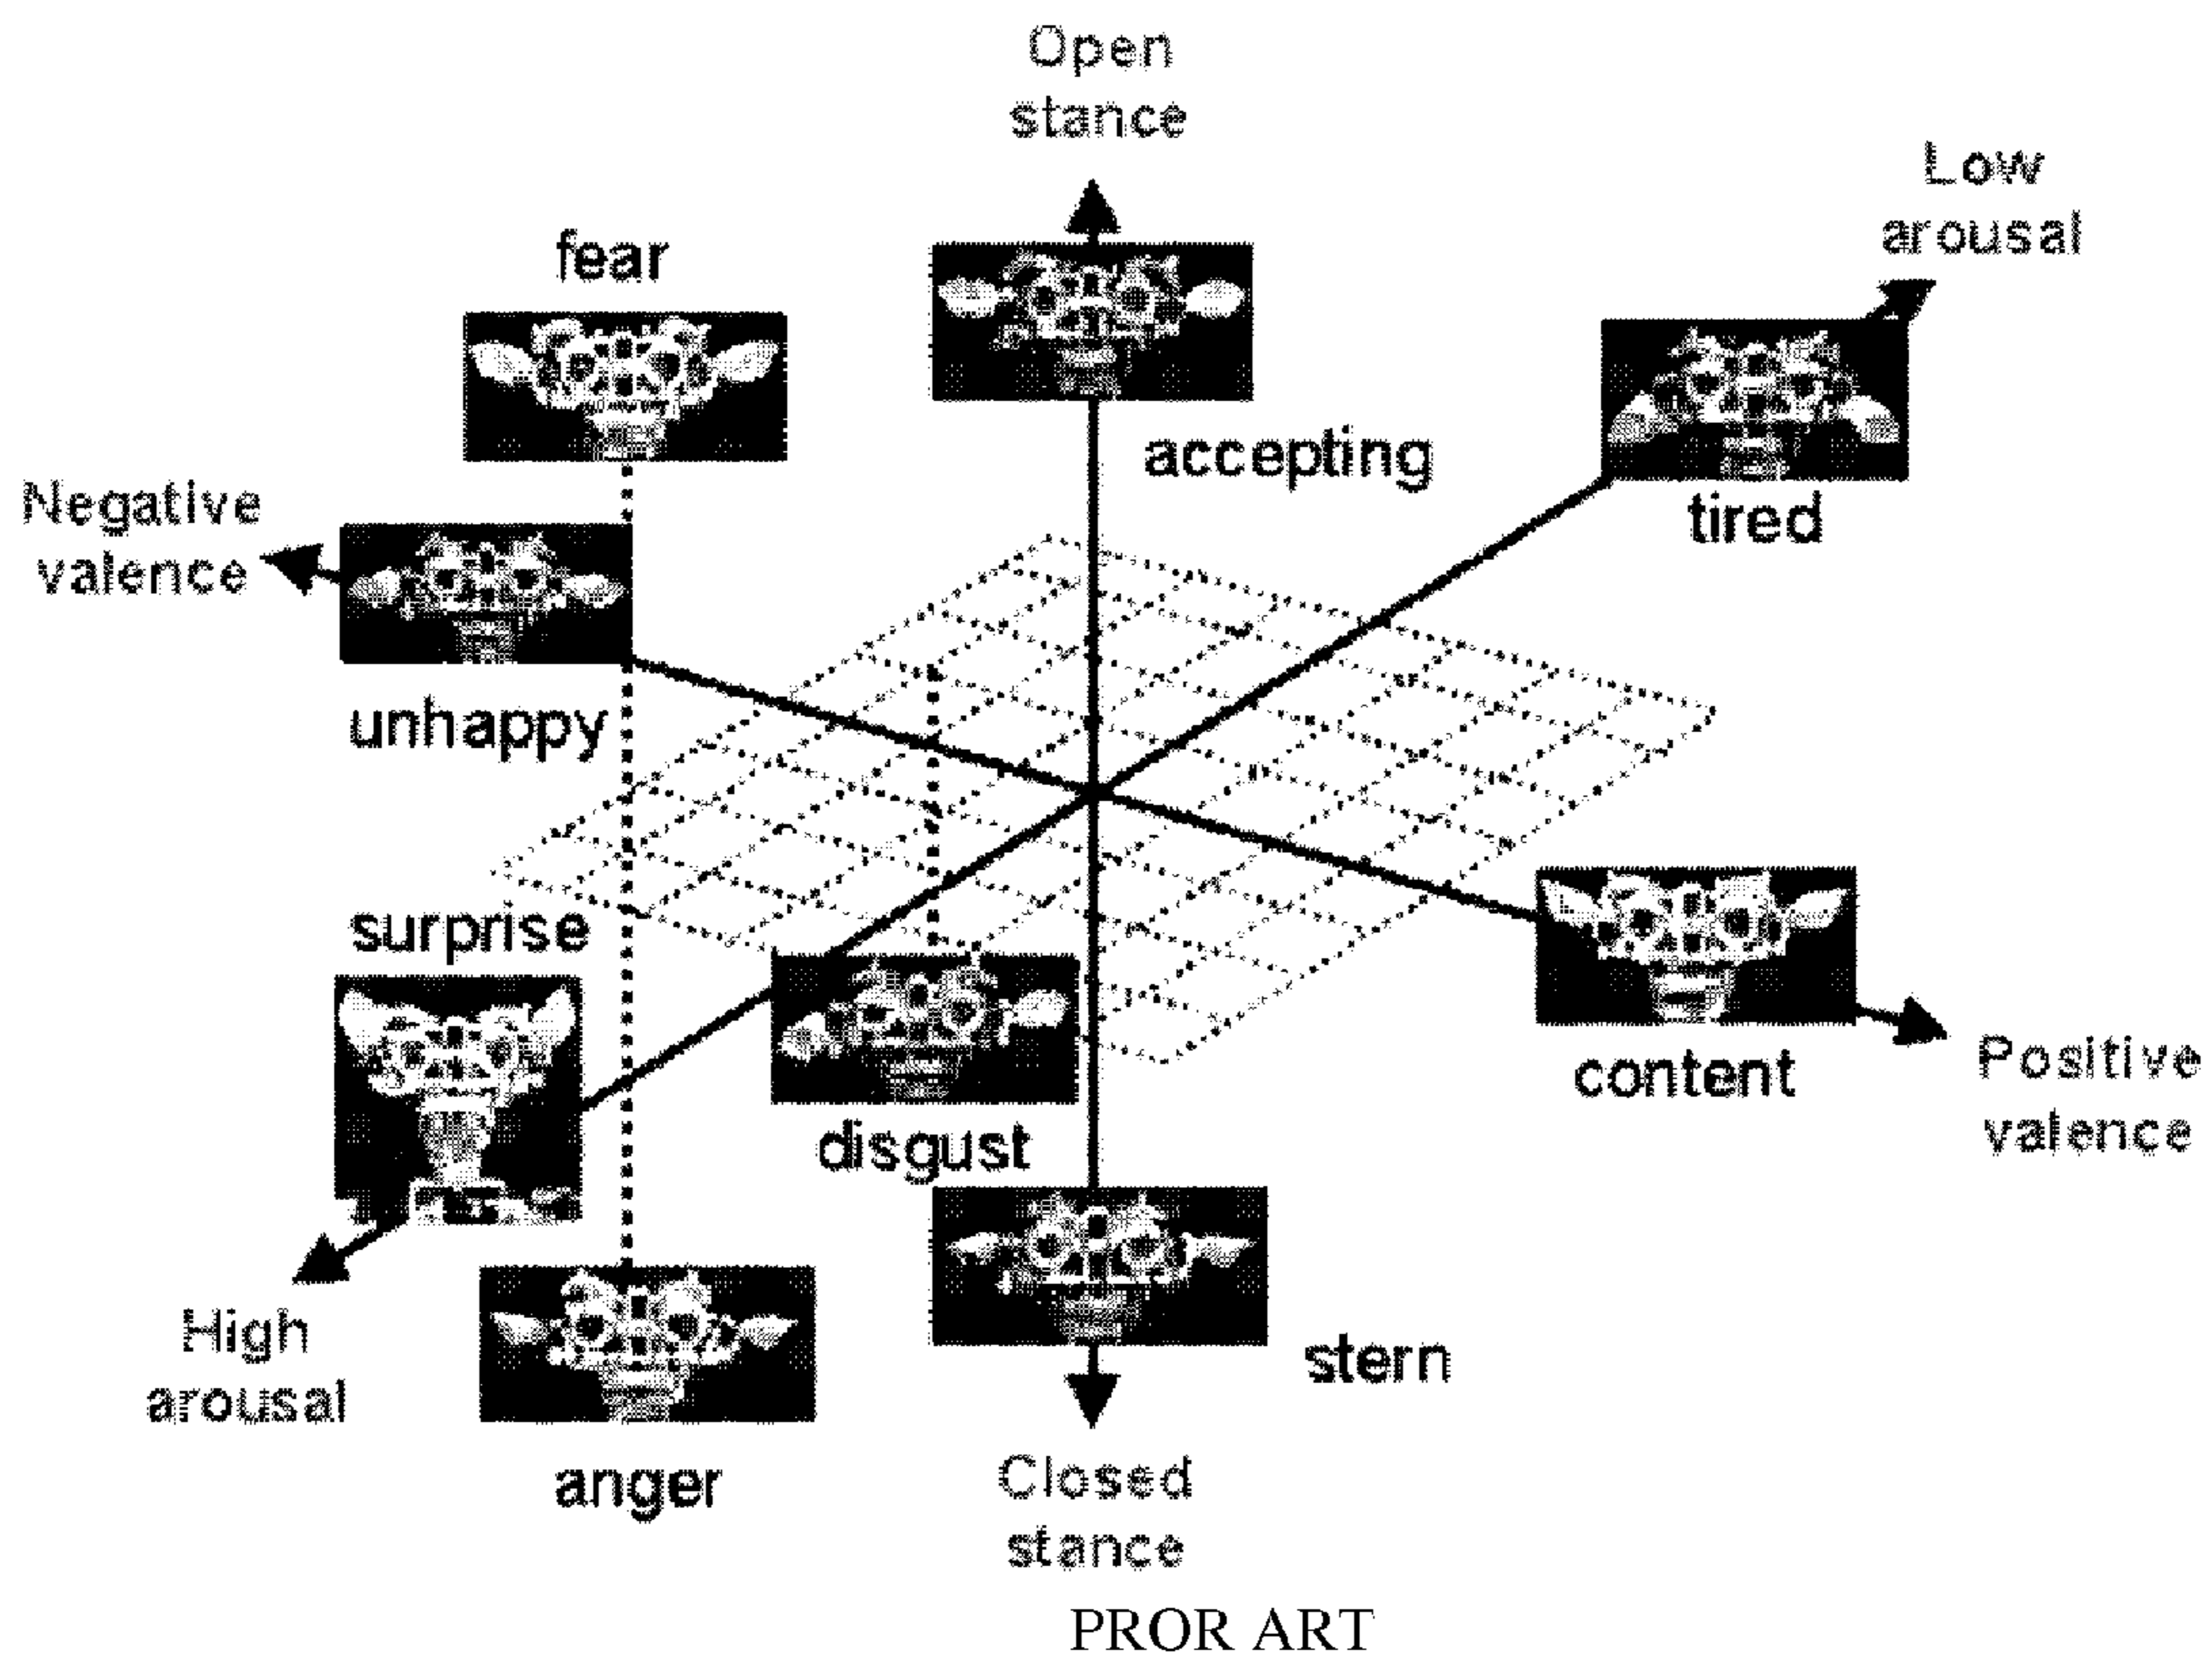 Open
stance
Low
arousal
fear
accepting
Negative
valence
tired
unhappy
surprise
content
Positive
valence
disgust
High
arousal
stern
anger
Closed
stance
PROR ART